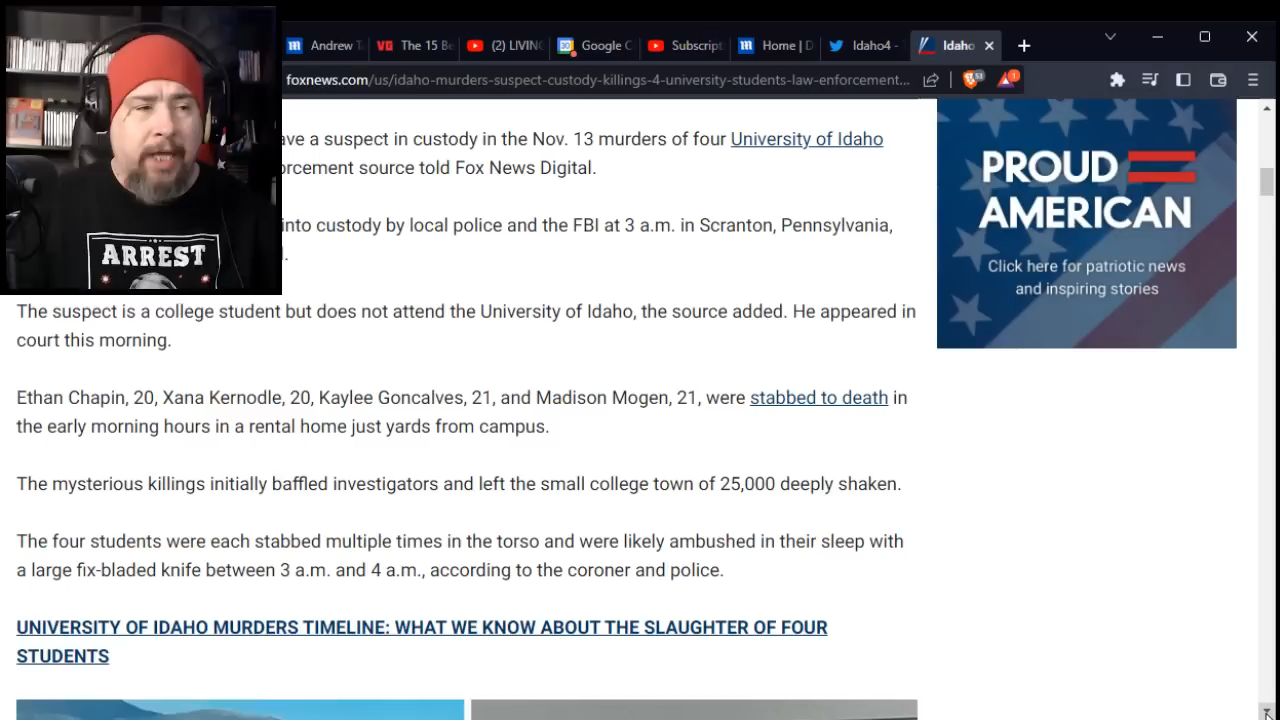 Andrew T
VG The 15 Be
(2) LIVING
Google C
Subscript
Home | D
Idaho4 -
Idaho
foxnews.com/us/idaho-murders-suspect-custody-killings-4-university-students-law-enforcement...
ave a suspect in custody in the Nov. 13 murders of four University of Idaho
orcement source told Fox News Digital.
into custody by local police and the FBI at 3 a.m. in Scranton, Pennsylvania,
The suspect is a college student but does not attend the University of Idaho, the source added. He appeared in
court this morning.
Ethan Chapin, 20, Xana Kernodle, 20, Kaylee Goncalves, 21, and Madison Mogen, 21, were stabbed to death in
the early morning hours in a rental home just yards from campus.
The mysterious killings initially baffled investigators and left the small college town of 25,000 deeply shaken.
The four students were each stabbed multiple times in the torso and were likely ambushed in their sleep with
a large fix-bladed knife between 3 a.m. and 4 a.m., according to the coroner and police.
UNIVERSITY OF IDAHO MURDERS TIMELINE: WHAT WE KNOW ABOUT THE SLAUGHTER OF FOUR
STUDENTS
PROUD
AMERICAN
Click here for patriotic news
and inspiring stories
ARREST